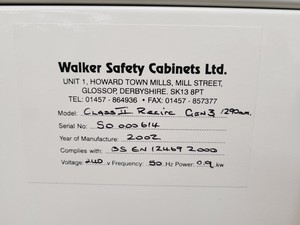 Walker Safety Cabinets Ltd.
UNIT 1, HOWARD TOWN MILLS, MILL STREET,
GLOSSOP, DERBYSHIRE. SK13 8PT
TEL: 01457 - 864936 • FAX: 01457 - 857377
Model: CLASS II Recirc Gen 3 1290mm.
Serial No: SO 000614
Year of Manufacture: 2002
Complies with: BS EN 12469 2000
Voltage: 240 .v Frequency: 50 Hz Power: 0.9 .kw